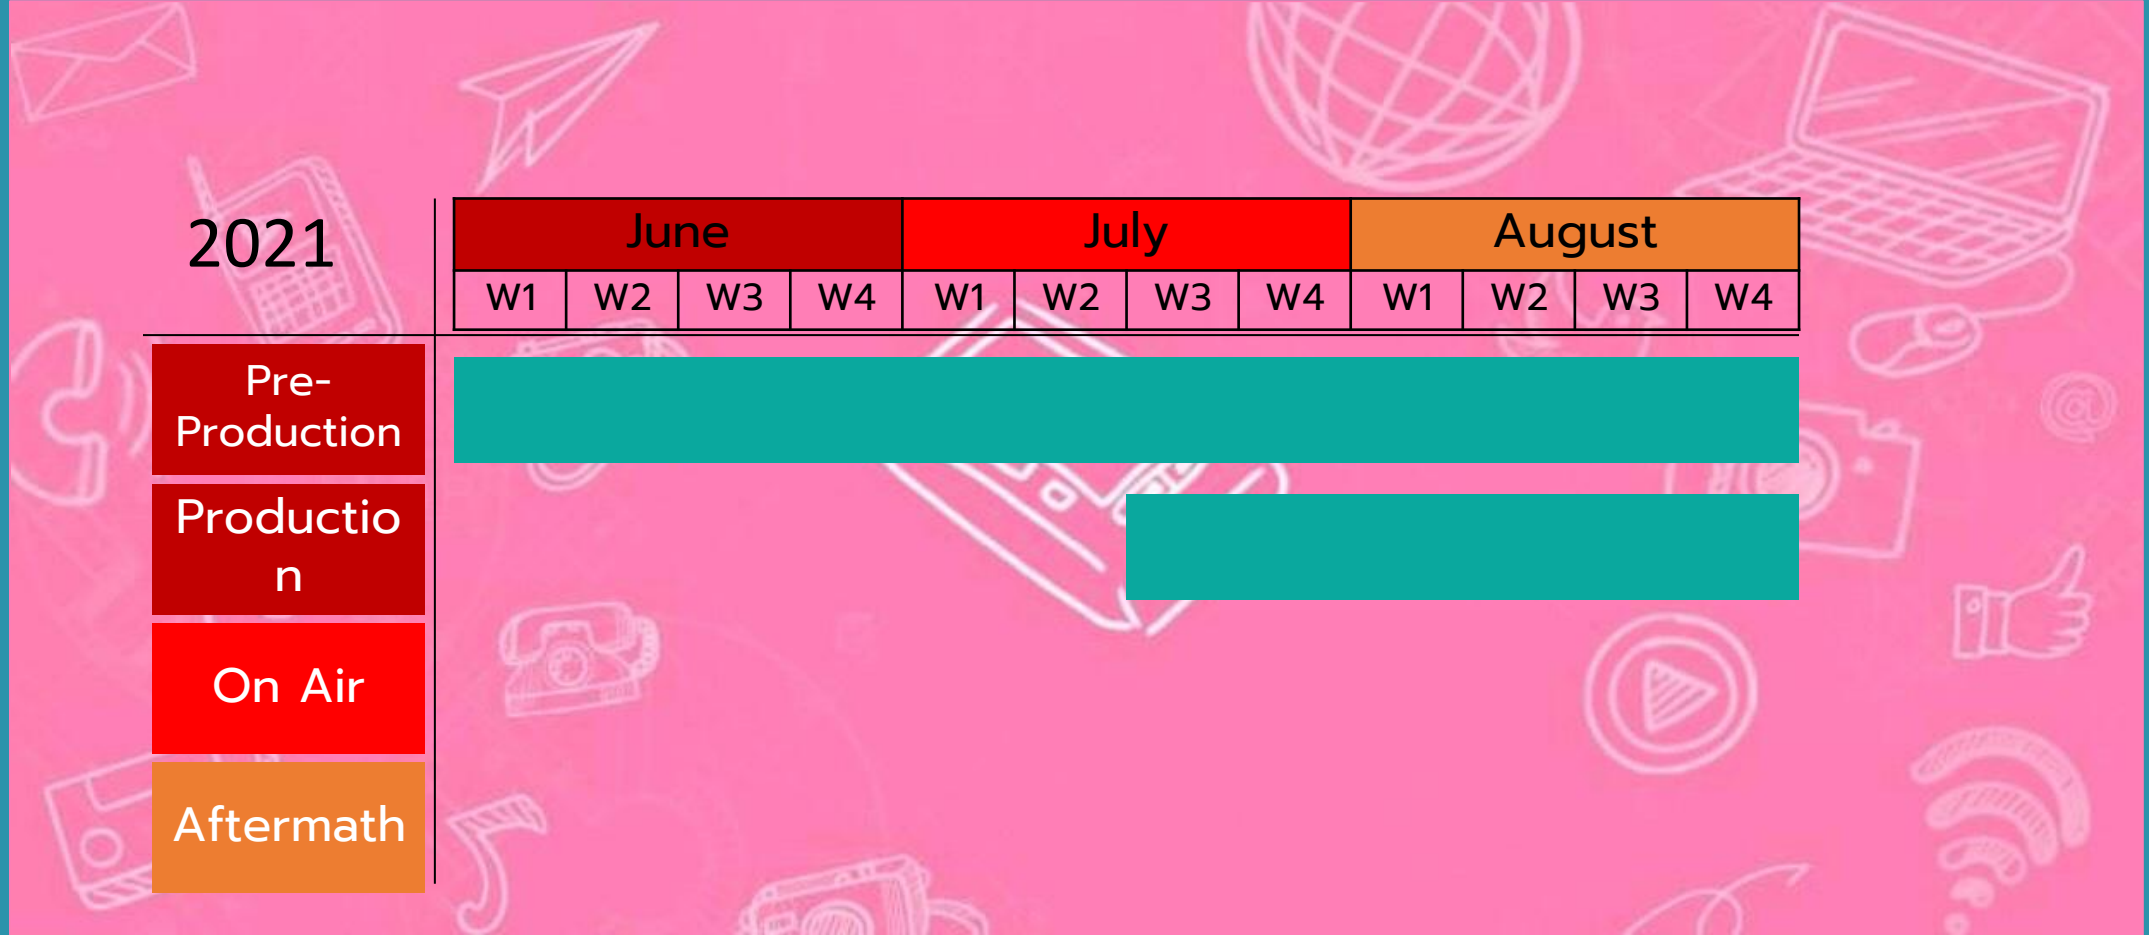 2021
June July August
W1 W2 W3 W4 W1 W2 W3 W4 W1 W2 W3 W4
Pre-
Production
Productio
n
On Air
Aftermath